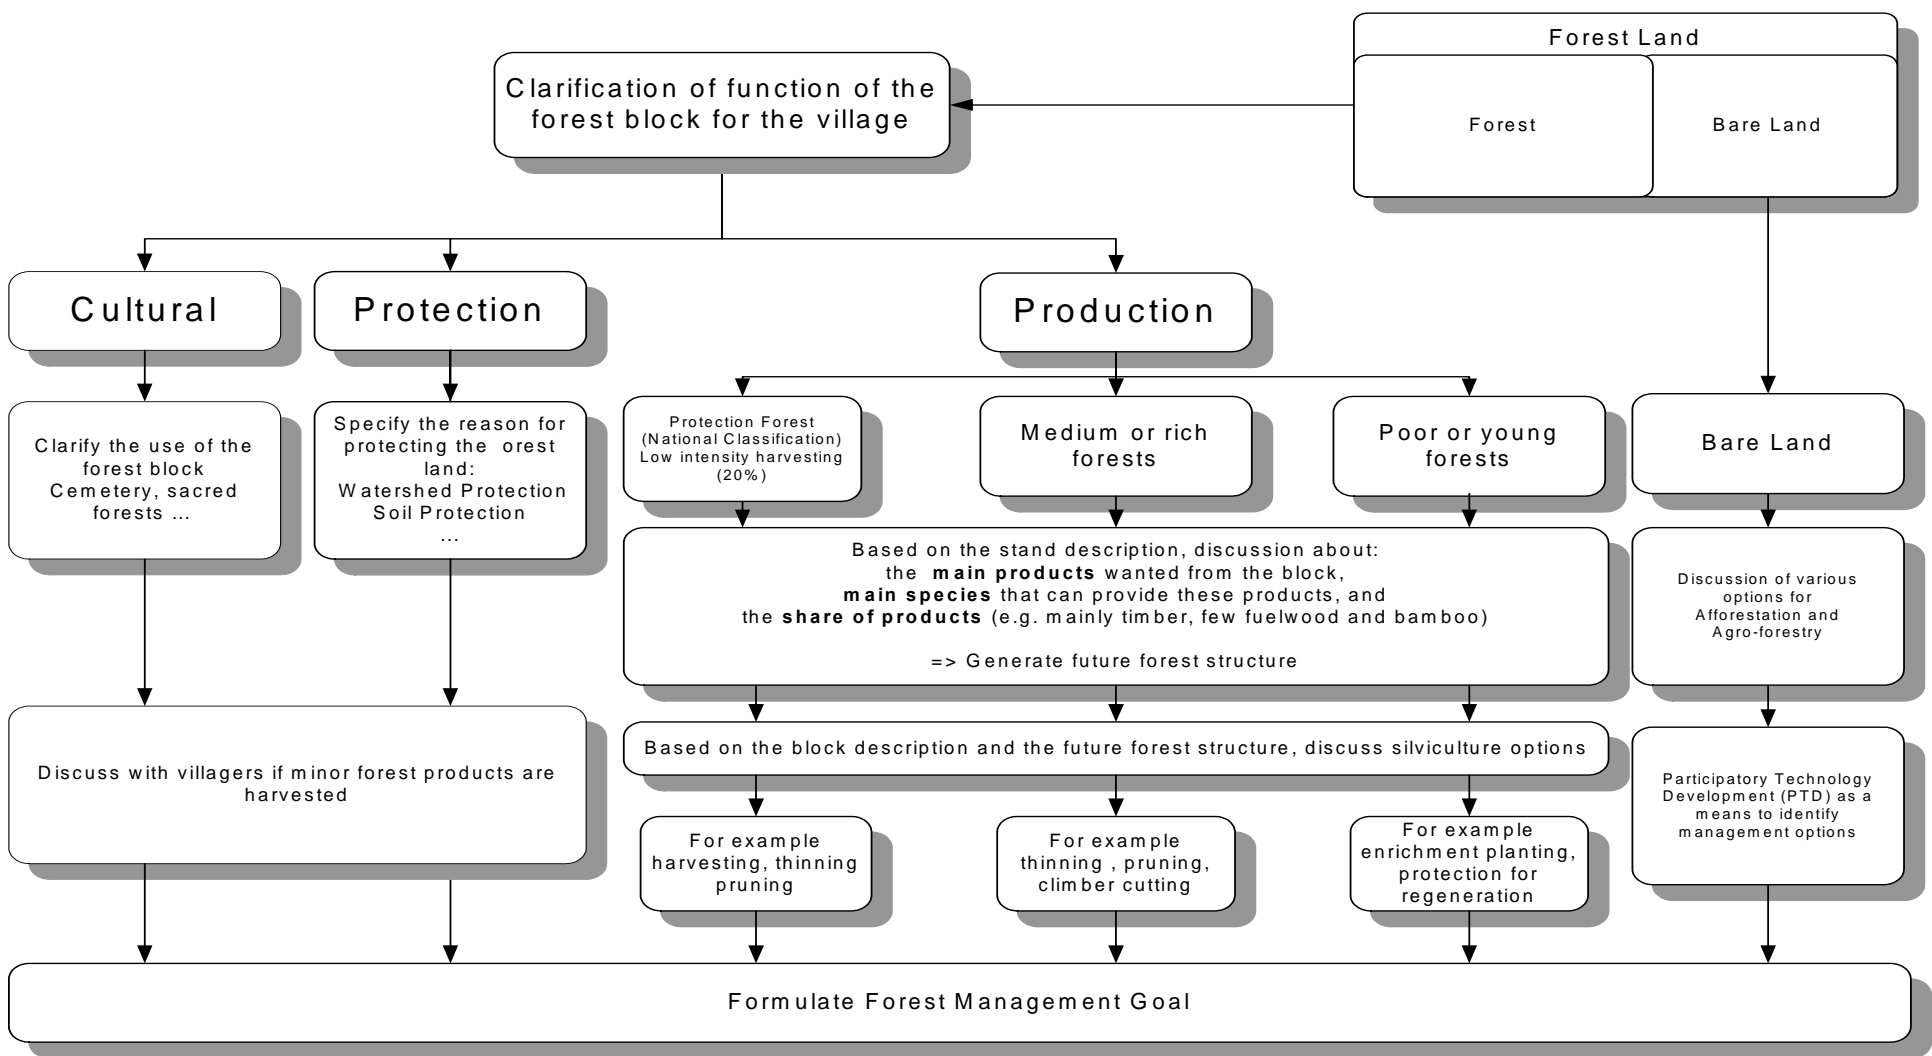 Forest Land
Clarification of function of the
forest block for the village
Forest
Bare Land
Cultural
Protection
Production
Clarify the use of the
forest block
Cemetery, sacred
forests ...
Specify the reason for
protecting the orest
land:
Watershed Protection
Soil Protection
...
Protection Forest
(National Classification)
Low intensity harvesting
(20%)
Medium or rich
forests
Poor or young
forests
Bare Land
Based on the stand description, discussion about:
the main products wanted from the block,
main species that can provide these products, and
the share of products (e.g. mainly timber, few fuelwood and bamboo)
=> Generate future forest structure
Discussion of various
options for
Afforestation and
Agro-forestry
Based on the block description and the future forest structure, discuss silviculture options
Discuss with villagers if minor forest products are
harvested
Participatory Technology
Development (PTD) as a
means to identify
management options
For example
harvesting, thinning
pruning
For example
thinning , pruning,
climber cutting
For example
enrichment planting,
protection for
regeneration
Formulate Forest Management Goal